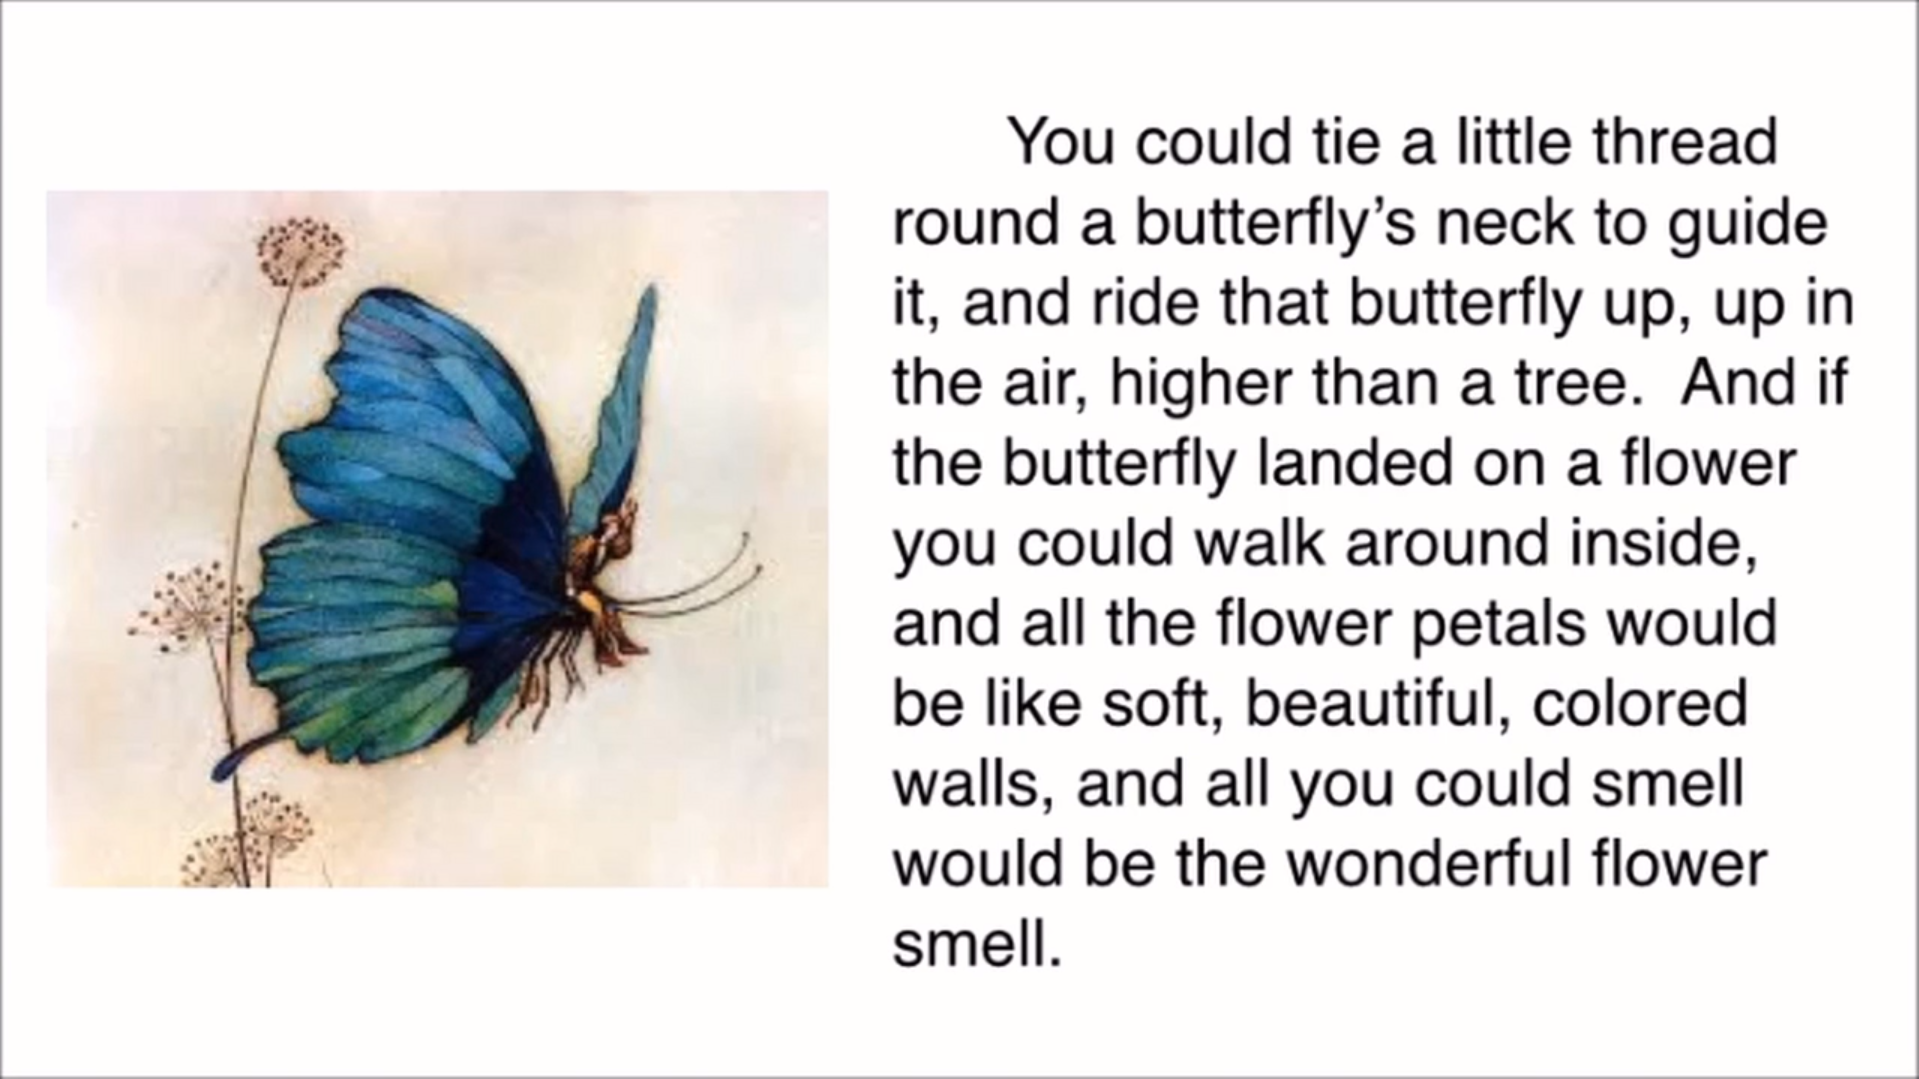 You could tie a little thread
round a butterfly’s neck to guide
it, and ride that butterfly up, up in
the air, higher than a tree.  And if
the butterfly landed on a flower
you could walk around inside,
and all the flower petals would
be like soft, beautiful, colored
walls, and all you could smell
would be the wonderful flower
smell.